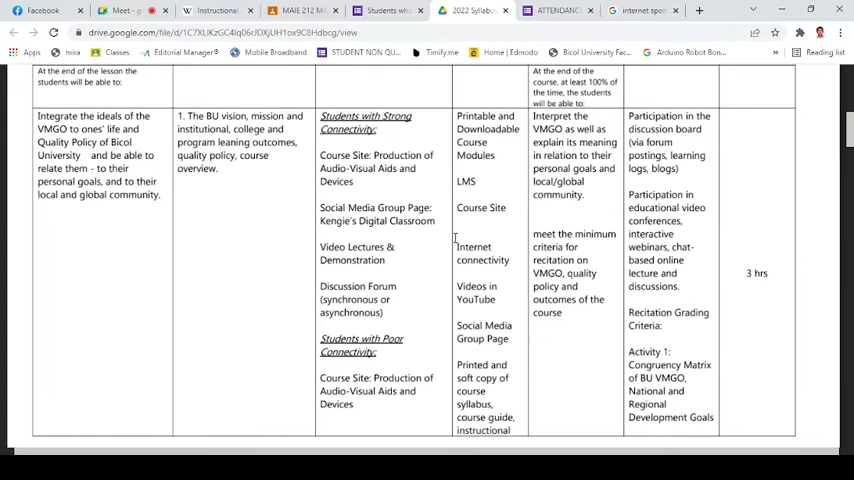 Facebook
Meet - g
Instructional
MAIE 212 M
Students wh
2022 Syllabu
ATTENDANC
internet spee
drive.google.com/file/d/1C7XLIKzGC4lq06rJDXjUH1ox9C8Hdbcg/view
Apps
mira
Classes
Editorial Manager®
Mobile Broadband
STUDENT NON QU...
Timify.me
Home | Edmodo
Bicol University Fac...
Arduino Robot Bon...
Reading list
At the end of the lesson the
students will be able to:
At the end of the
course, at least 100% of
the time, the students
will be able to:
Integrate the ideals of the
VMGO to ones' life and
Quality Policy of Bicol
University and be able to
relate them - to their
personal goals, and to their
local and global community.
1. The BU vision, mission and
institutional, college and
program leaning outcomes,
quality policy, course
overview.
Students with Strong
Connectivity:
Course Site: Production of
Audio-Visual Aids and
Devices
Social Media Group Page:
Kengie's Digital Classroom
Video Lectures &
Demonstration
Discussion Forum
(synchronous or
asynchronous)
Students with Poor
Connectivity:
Course Site: Production of
Audio-Visual Aids and
Devices
Printable and
Downloadable
Course
Modules
LMS
Course Site
Internet
connectivity
Videos in
YouTube
Social Media
Group Page
Printed and
soft copy of
course
syllabus,
course guide,
instructional
Interpret the
VMGO as well as
explain its meaning
in relation to their
personal goals and
local/global
community.
meet the minimum
criteria for
recitation on
VMGO, quality
policy and
outcomes of the
course
Participation in the
discussion board
(via forum
postings, learning
logs, blogs)
Participation in
educational video
conferences,
interactive
webinars, chat-
based online
lecture and
discussions.
Recitation Grading
Criteria:
Activity 1:
Congruency Matrix
of BU VMGO,
National and
Regional
Development Goals
3 hrs